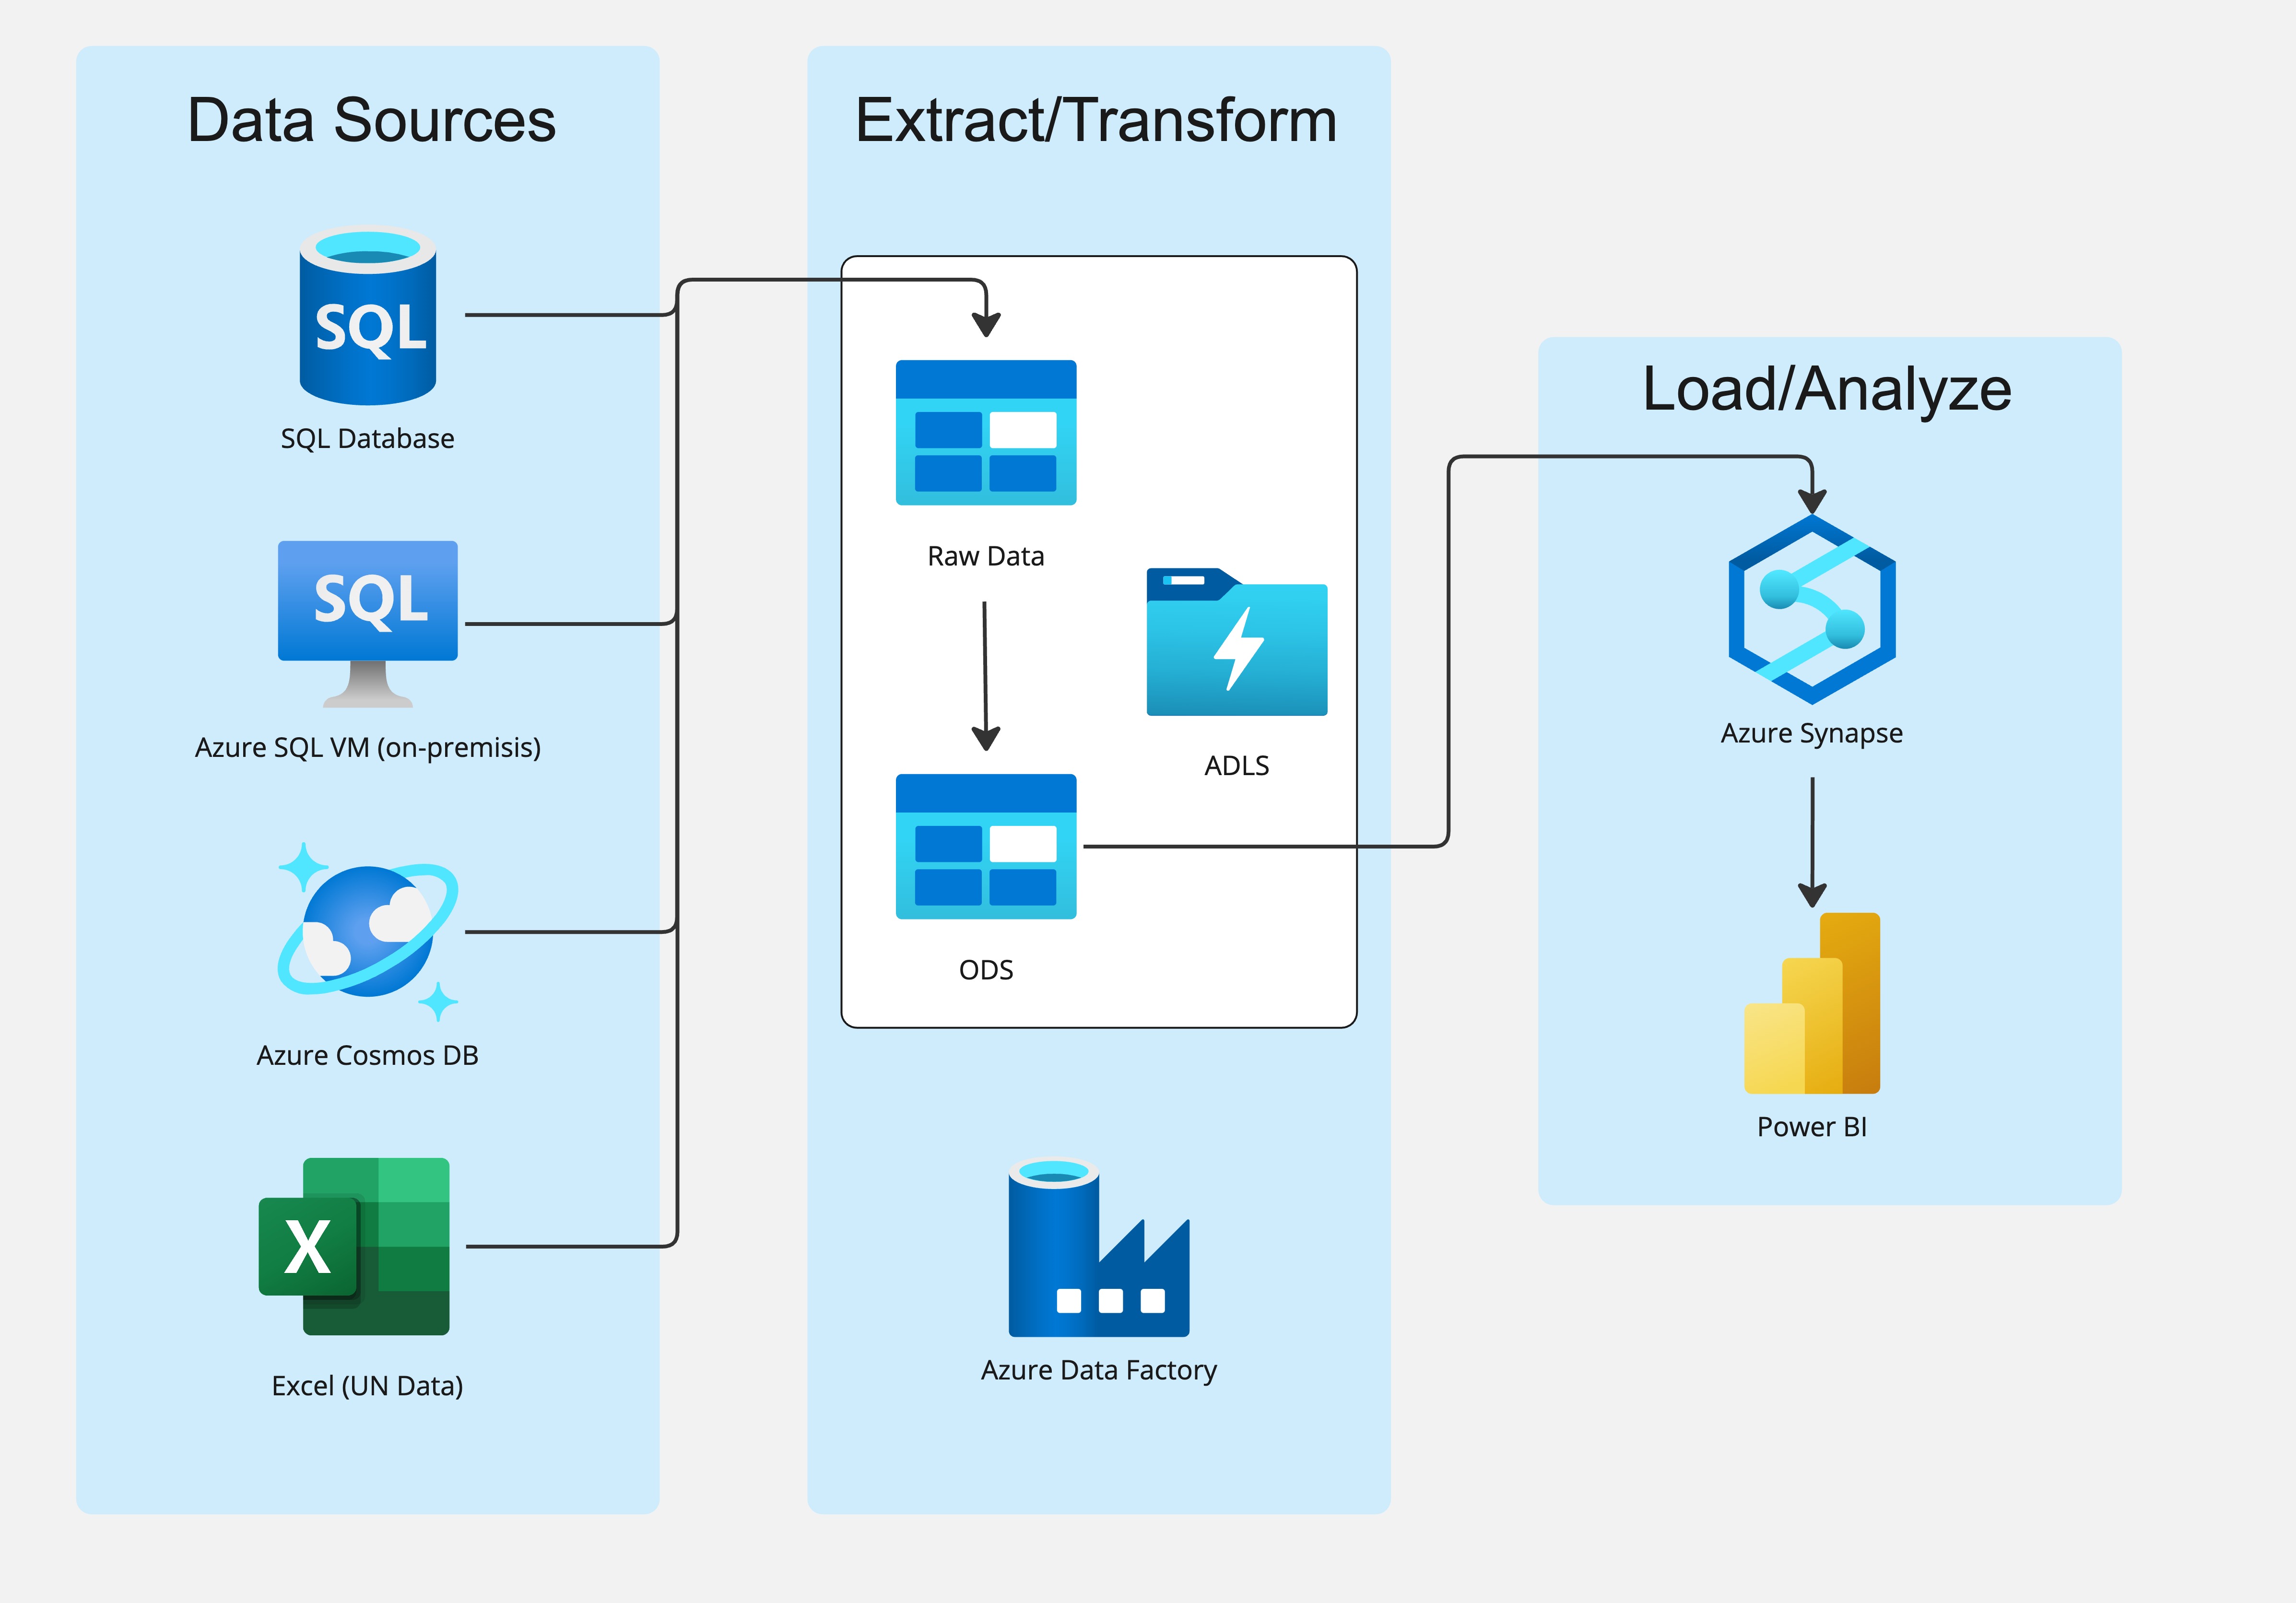 Data Sources
SQL
SQL Database
SQL
Azure SQL VM (on-premisis)
Azure Cosmos DB
X
Excel (UN Data)
Extract/Transform
Raw Data
ADLS
ODS
Azure Data Factory
Load/Analyze
Azure Synapse
Power BI